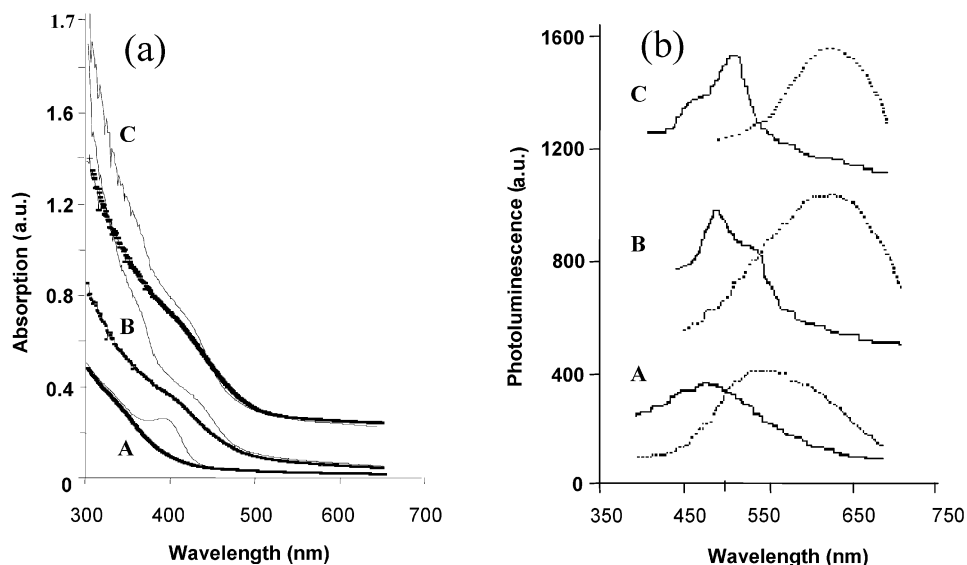 (a)
1.7
1.6
1.2
0.8
0.4
0
Absorption (a.u.)
C
B
A
300 400 500 600 700
Wavelength (nm)
(b)
1600
1200
800
400
0
Photoluminescence (a.u.)
C
B
A
350 450 550 650 750
Wavelength (nm)